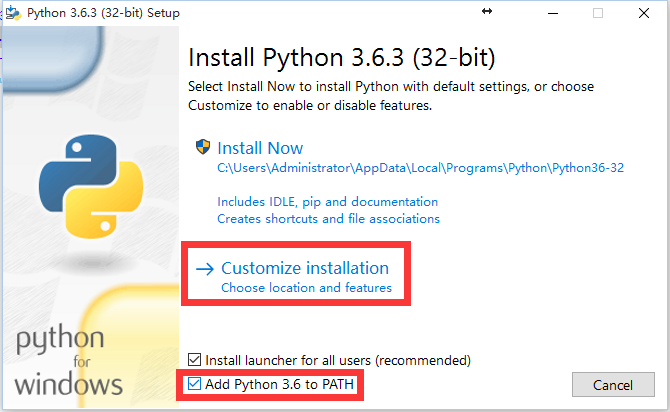 Python 3.6.3 (32-bit) Setup
Install Python 3.6.3 (32-bit)
Select Install Now to install Python with default settings, or choose
Customize to enable or disable features.
Install Now
C:\Users\Administrator\AppData\Local\Programs\Python\Python36-32
Includes IDLE, pip and documentation
Creates shortcuts and file associations
Customize installation
Choose location and features
python
for
windows
Install launcher for all users (recommended)
Add Python 3.6 to PATH
Cancel